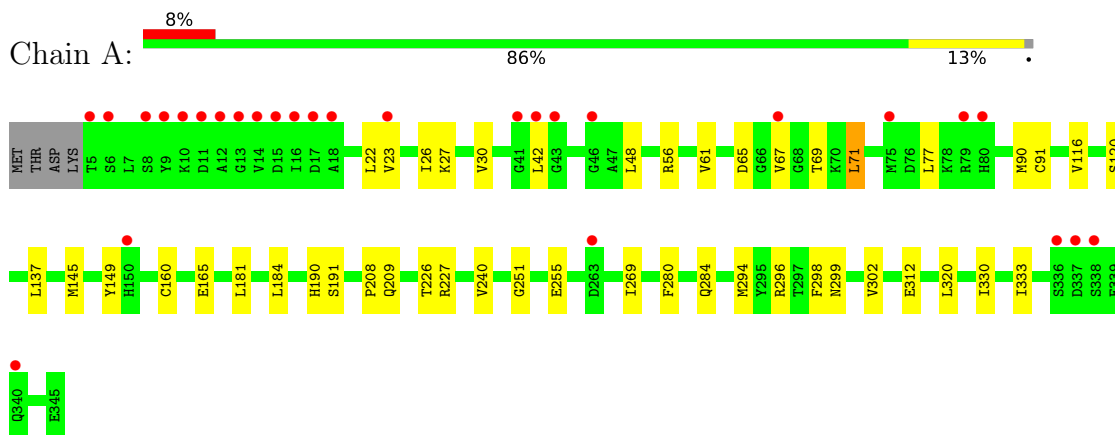 8%
Chain A:
86% 13% •
MET THR ASP LYS T5 S6 L7 S8 Y9 K10 D11 A12 G13 V14 D15 I16 D17 A18 L22 V23 I26 K27 V30 G41 L42 G43 G46 A47 L48 R56 V61 D65 G66 V67 G68 T69 K70 L71 M75 D76 L77 K78 R79 H80 M90 C91 V116 S120
L137 M145 Y149 H150 C160 E165 L181 L184 H190 S191 P208 Q209 T226 R227 V240 G251 E255 D263 I269 F280 Q284 M294 Y295 R296 T297 F298 N299 V302 E312 L320 I330 I333 S336 D337 S338
Q340 E345